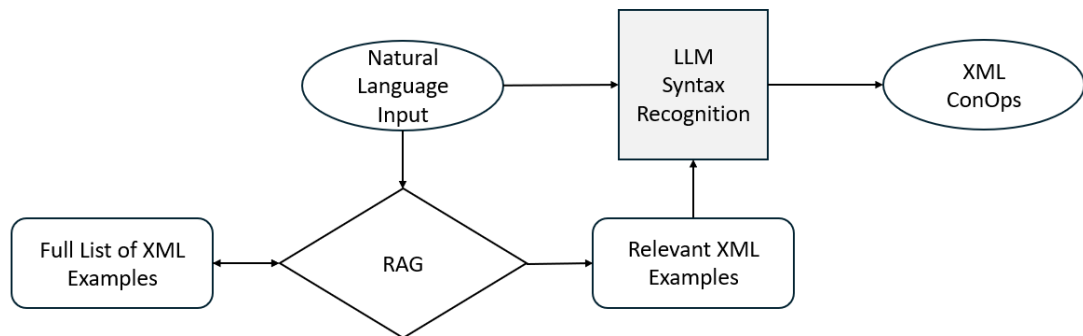 Natural
Language
Input
LLM
Syntax
Recognition
XML
ConOps
Full List of XML
Examples
RAG
Relevant XML
Examples